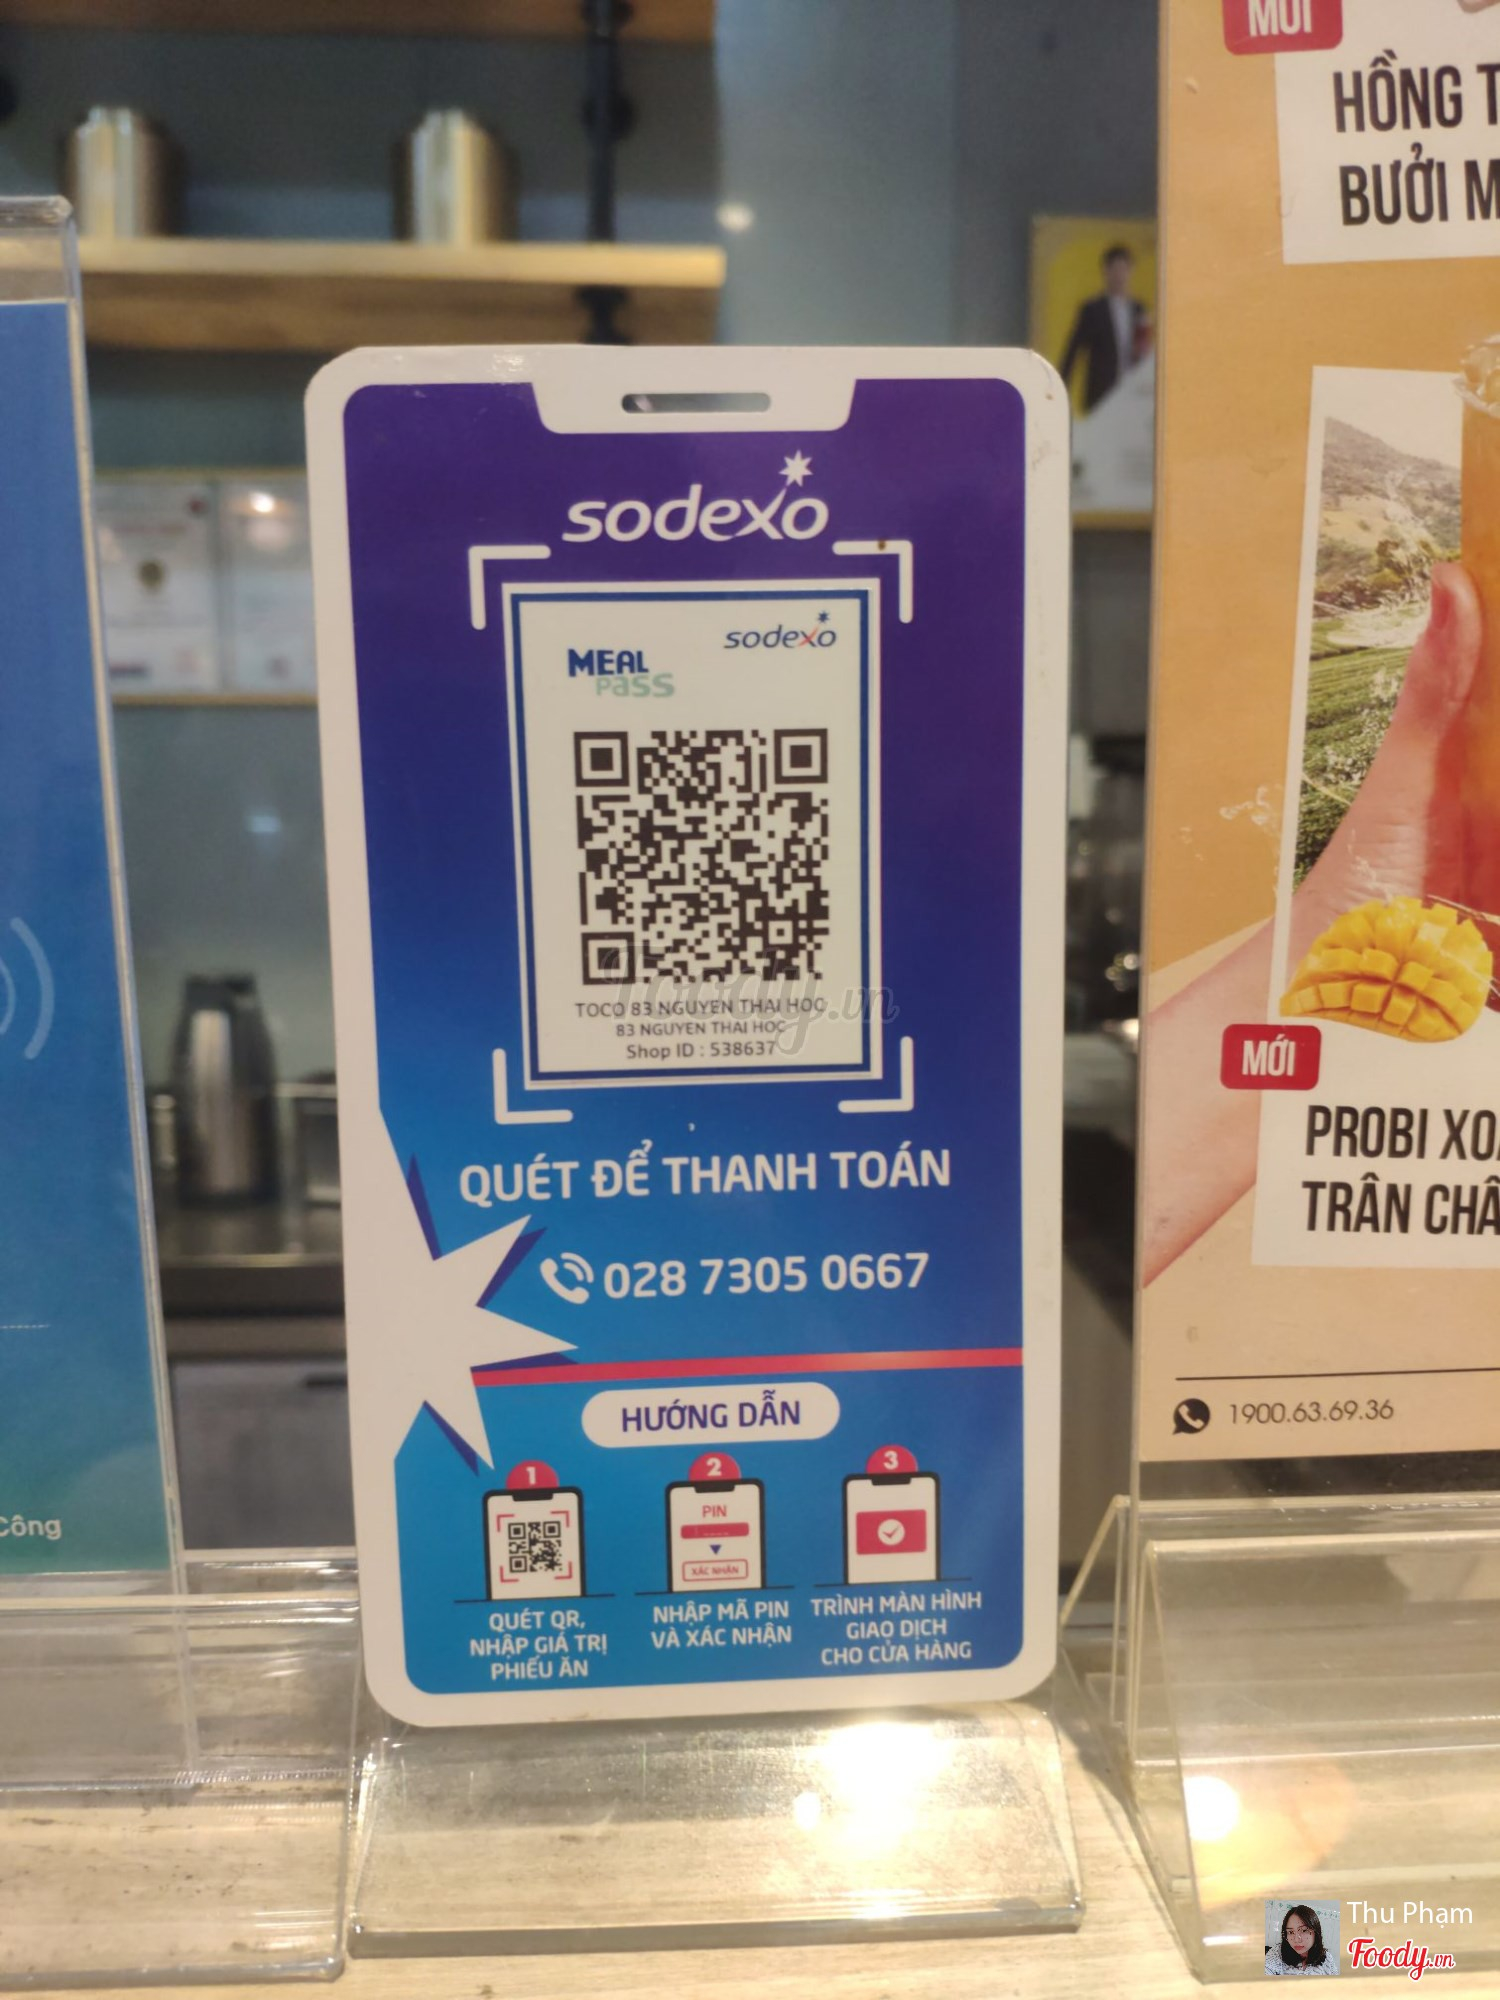 sodexo
sodexo
MEAL
pass
TOCO 83 NGUYEN THAI HOC
83 NGUYEN THAI HOC
Shop ID : 538637
Foody.vn
QUÉT ĐỂ THANH TOÁN
028 7305 0667
HƯỚNG DẪN
1
2
3
PIN
XÁC NHẬN
QUÉT QR,
NHẬP GIÁ TRỊ
PHIẾU ĂN
NHẬP MÃ PIN
VÀ XÁC NHẬN
TRÌNH MÀN HÌNH
GIAO DỊCH
CHO CỬA HÀNG
Công
MỚI
HỒNG T
BƯỞI M
MỚI
PROBI XO
TRÂN CHÂ
1900.63.69.36
Thu Phạm
Foody.vn